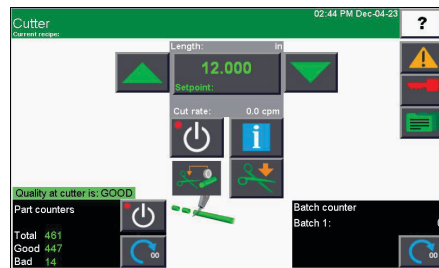 Cutter
Current recipe:
02:44 PM Dec-04-23
?
Length: in
12.000
Setpoint:
Cut rate: 0.0 cpm
i
Quality at cutter is: GOOD
Part counters
Total 461
Good 447
Bad 14
00
Batch counter
Batch 1:
00